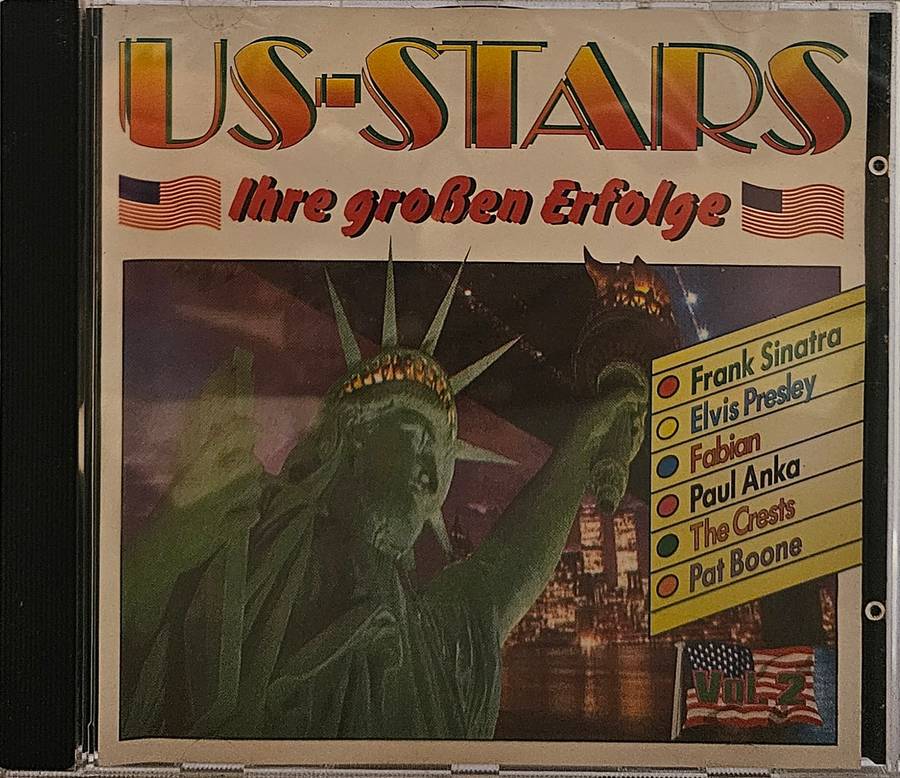 US-STARS
Ihre großen Erfolge
Frank Sinatra
Elvis Presley
Fabian
Paul Anka
The Crests
Pat Boone
Vol. 2